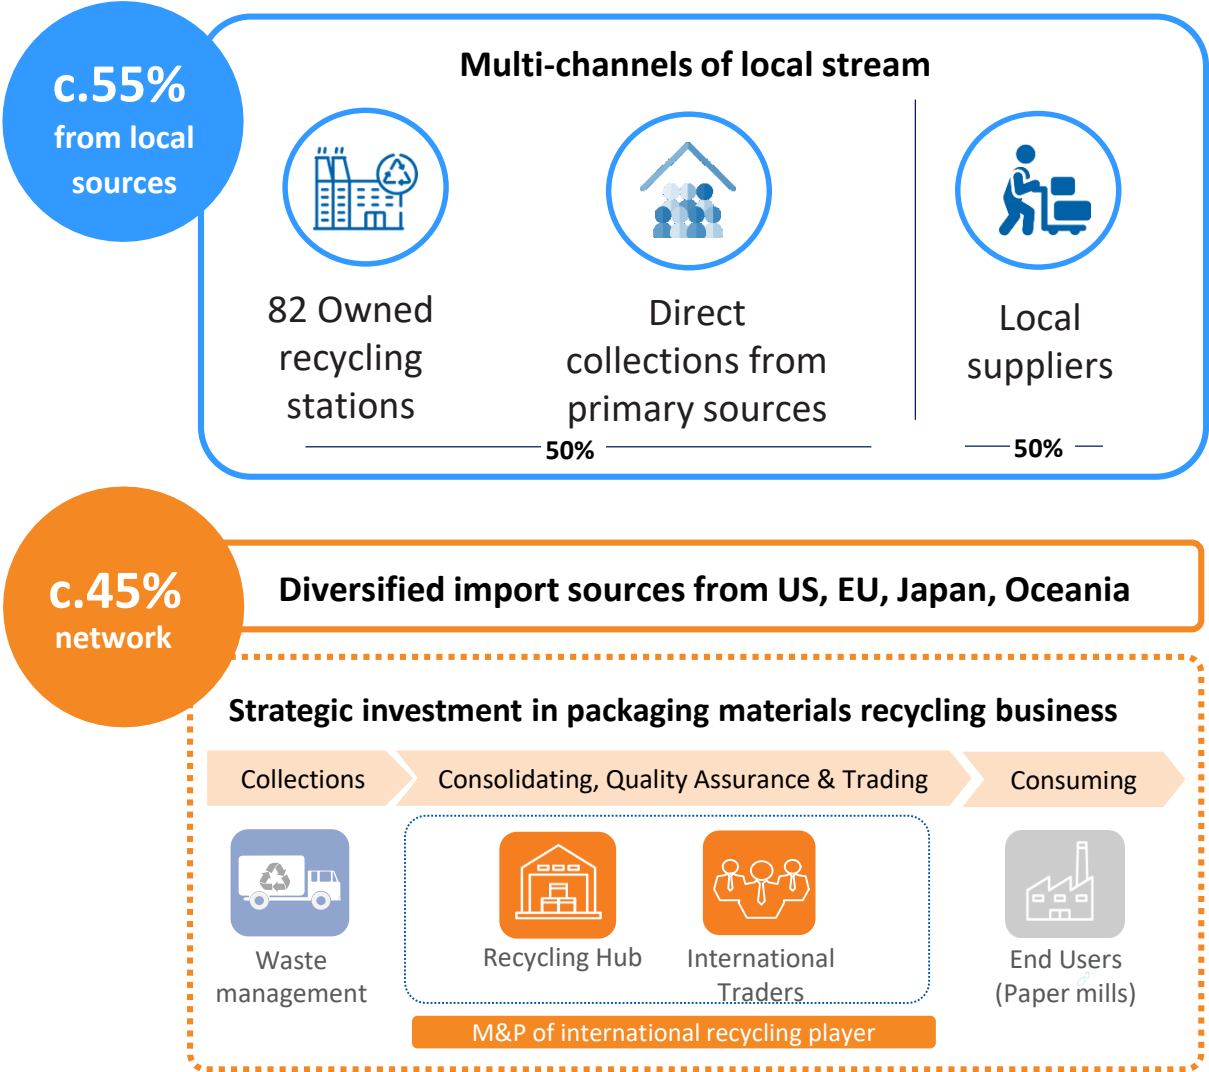 c.55%
from local
sources
Multi-channels of local stream
82 Owned
recycling
stations
Direct
collections from
primary sources
Local
suppliers
50%
50%
c.45%
network
Diversified import sources from US, EU, Japan, Oceania
Strategic investment in packaging materials recycling business
Collections
Consolidating, Quality Assurance & Trading
Consuming
Waste
management
Recycling Hub
International
Traders
End Users
(Paper mills)
M&P of international recycling player